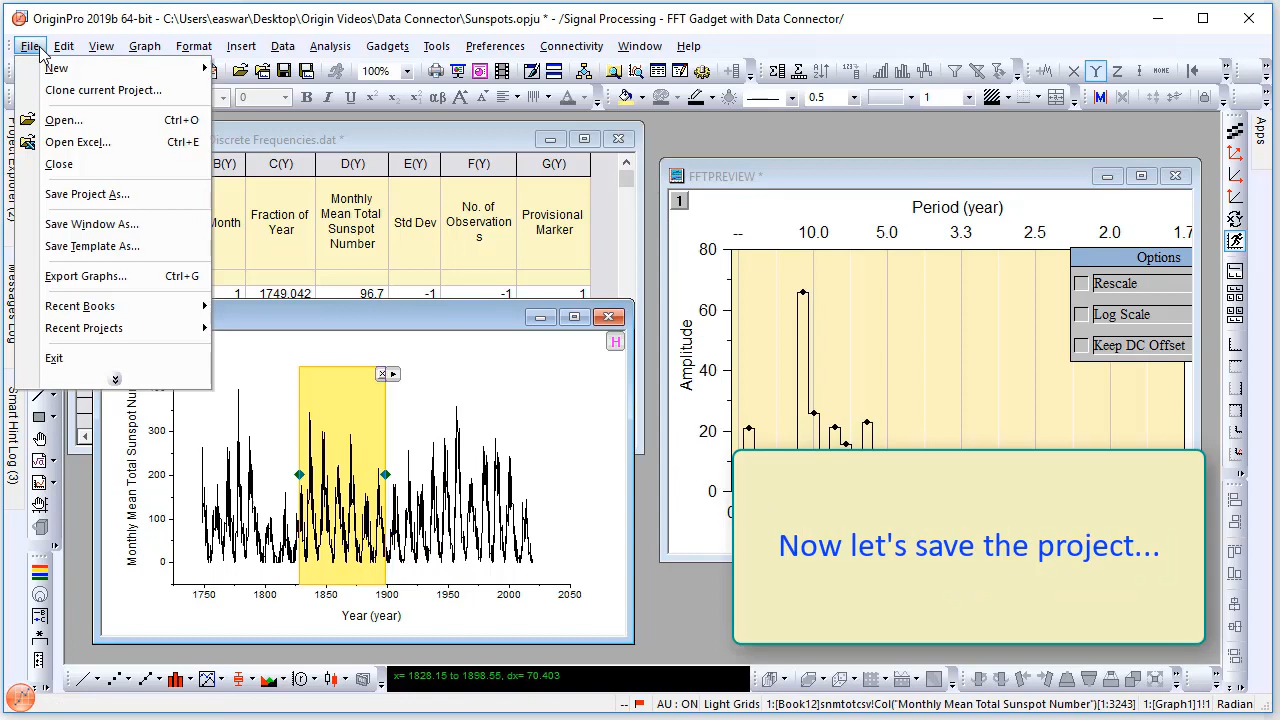 OriginPro 2019b 64-bit - C:\Users\easwar\Desktop\Origin Videos\Data Connector\Sunspots.opju * - /Signal Processing - FFT Gadget with Data Connector/
File Edit View Graph Format Insert Data Analysis Gadgets Tools Preferences Connectivity Window Help
New
Clone current Project...
Open... Ctrl+O
Open Excel... Ctrl+E
Close
Save Project As...
Save Window As...
Save Template As...
Export Graphs... Ctrl+G
Recent Books
Recent Projects
Exit
100%
0
B I U
0.5
1
Y Z
HOME
M
Messages Log
Smart Hint Log (3)
Apps
Discrete Frequencies.dat *
B(Y) C(Y) D(Y) E(Y) F(Y) G(Y)
Month
Fraction of
Year
Monthly
Mean Total
Sunspot
Number
Std Dev
No. of
Observation
s
Provisional
Marker
1 1749.042 96.7 -1 -1 1
H
Monthly Mean Total Sunspot Num
300
200
100
0
1750 1800 1850 1900 1950 2000 2050
Year (year)
FFTPREVIEW *
1
Period (year)
-- 10.0 5.0 3.3 2.5 2.0 1.7
80
60
40
20
0
Amplitude
Options
Rescale
Log Scale
Keep DC Offset
Now let's save the project...
x= 1828.15 to 1898.55, dx= 70.403
-- AU : ON Light Grids 1:[Book12]snmtotcsv!Col("Monthly Mean Total Sunspot Number")[1:3243] 1:[Graph1]1!1 Radian